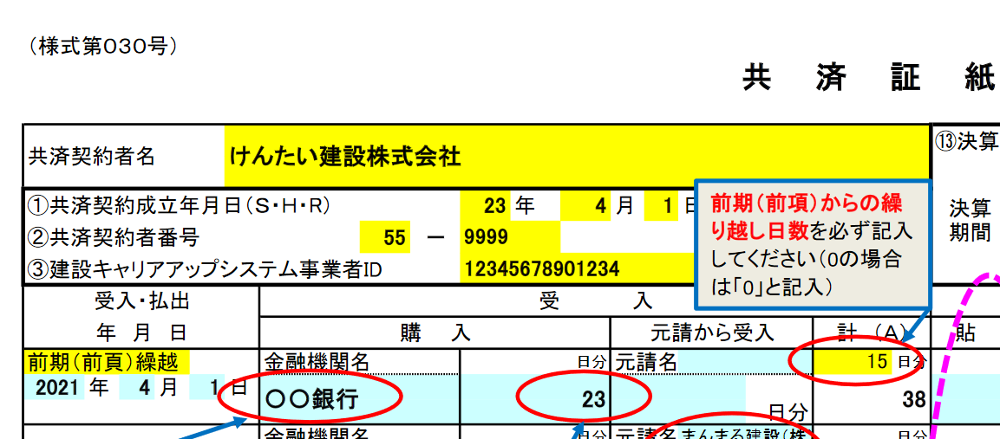 （様式第030号）
共 済 証 紙
共済契約者名 けんたい建設株式会社
⑬決算
①共済契約成立年月日（Ｓ・Ｈ・Ｒ） 23 年 4 月 1 日
②共済契約者番号 55 － 9999
③建設キャリアアップシステム事業者ID 12345678901234
前期（前項）からの繰
り越し日数を必ず記入
してください（0の場合
は「0」と記入）
決算
期間
受入・払出
年 月 日
受 入
購 入
元請から受入
計 （A）
貼
前期（前頁）繰越
金融機関名 日分 元請名 15 日分
2021 年 4 月 1 日 〇〇銀行 23 日分 38
金融機関名 日分 元請名 まんまる建設（株 日分